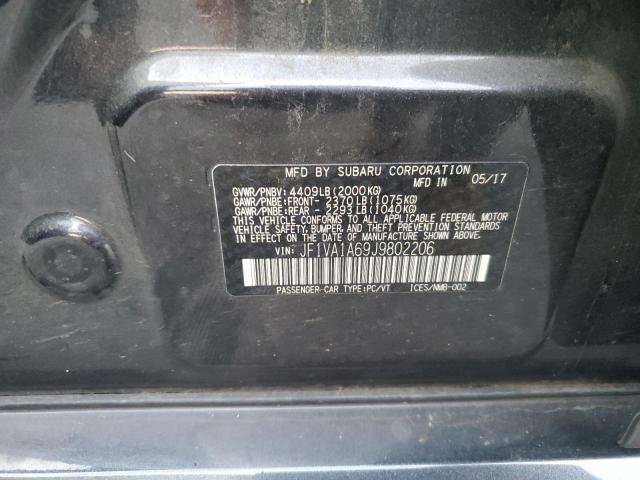 MFD BY SUBARU CORPORATION
MFD IN 05/17
GVWR/PNBV: 4409LB(2000KG)
GAWR/PNBE:FRONT- 2370LB(1075KG)
GAWR/PNBE:REAR - 2293LB(1040KG)
THIS VEHICLE CONFORMS TO ALL APPLICABLE FEDERAL MOTOR
VEHICLE SAFETY, BUMPER, AND THEFT PREVENTION STANDARDS
IN EFFECT ON THE DATE OF MANUFACTURE SHOWN ABOVE.
VIN: JF1VA1A69J9802206
PASSENGER-CAR TYPE:PC/VT ICES/NMB-002